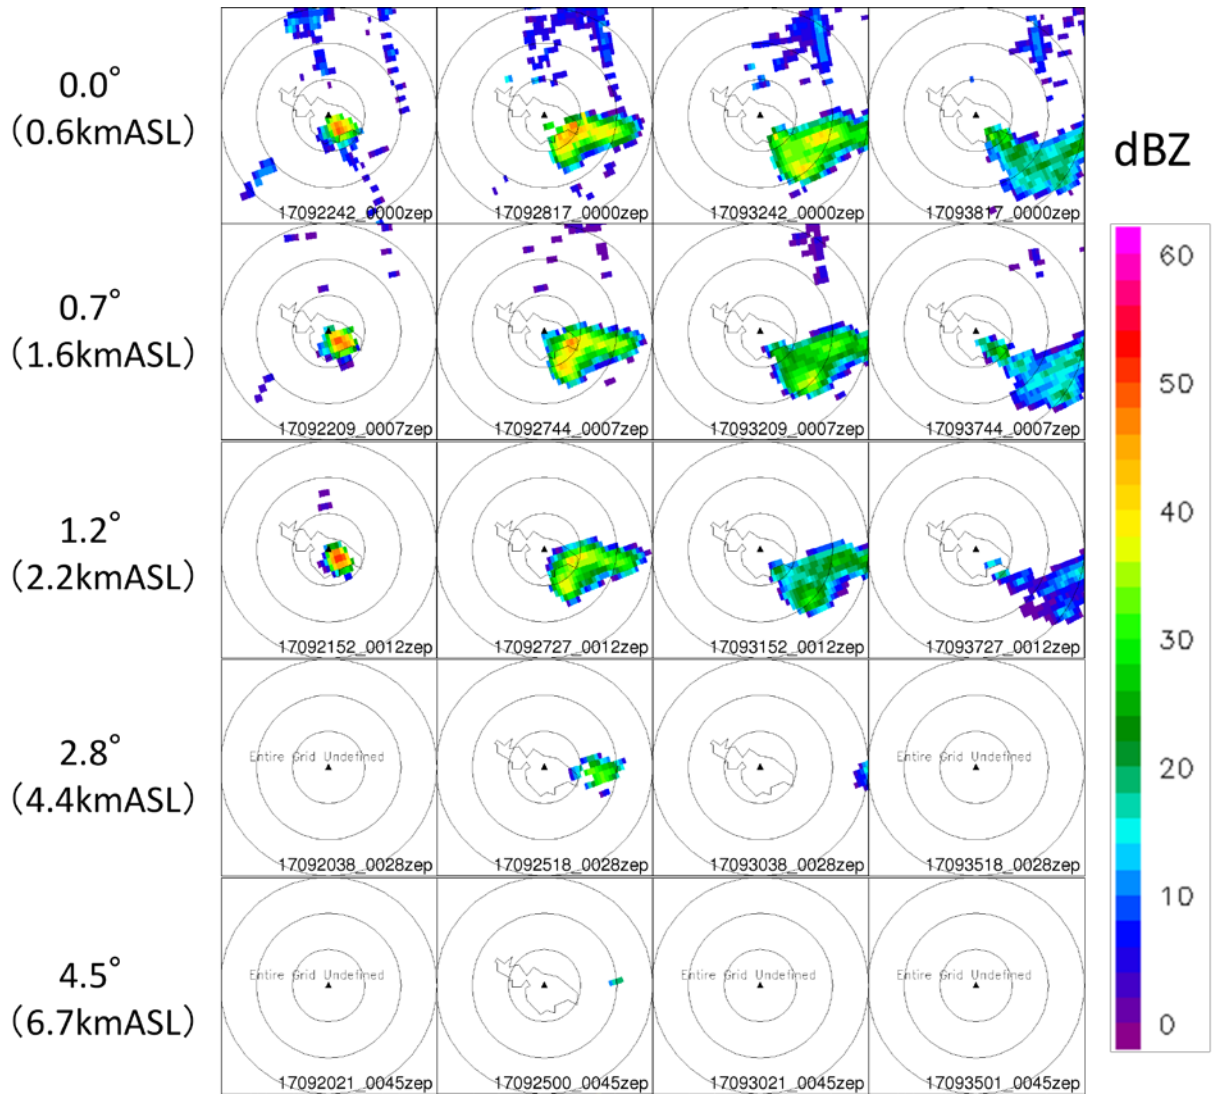 0.0°
(0.6kmASL)
17092242_0000zep
17092817_0000zep
17093242_0000zep
17093817_0000zep
dBZ
0.7°
(1.6kmASL)
17092209_0007zep
17092744_0007zep
17093209_0007zep
17093744_0007zep
1.2°
(2.2kmASL)
17092152_0012zep
17092727_0012zep
17093152_0012zep
17093727_0012zep
2.8°
(4.4kmASL)
Entire Grid Undefined
17092038_0028zep
17092518_0028zep
17093038_0028zep
Entire Grid Undefined
17093518_0028zep
4.5°
(6.7kmASL)
Entire Grid Undefined
17092021_0045zep
17092500_0045zep
Entire Grid Undefined
17093021_0045zep
Entire Grid Undefined
17093501_0045zep
60
50
40
30
20
10
0